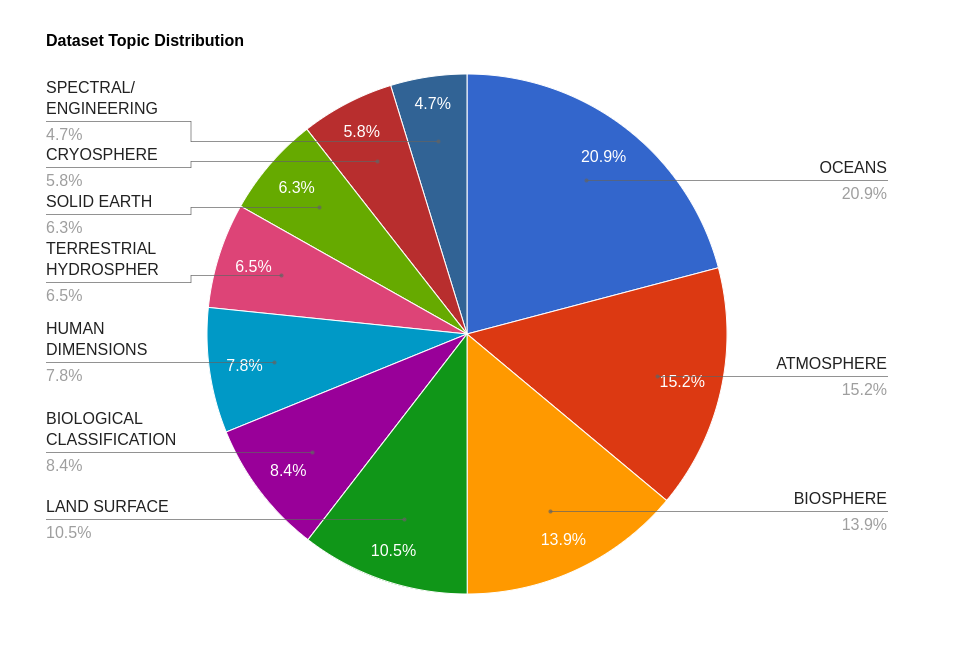 Dataset Topic Distribution
SPECTRAL/
ENGINEERING
4.7%
CRYOSPHERE
5.8%
SOLID EARTH
6.3%
TERRESTRIAL
HYDROSPHER
6.5%
HUMAN
DIMENSIONS
7.8%
BIOLOGICAL
CLASSIFICATION
8.4%
LAND SURFACE
10.5%
4.7%
5.8%
6.3%
6.5%
7.8%
8.4%
10.5%
20.9%
15.2%
13.9%
OCEANS
20.9%
ATMOSPHERE
15.2%
BIOSPHERE
13.9%